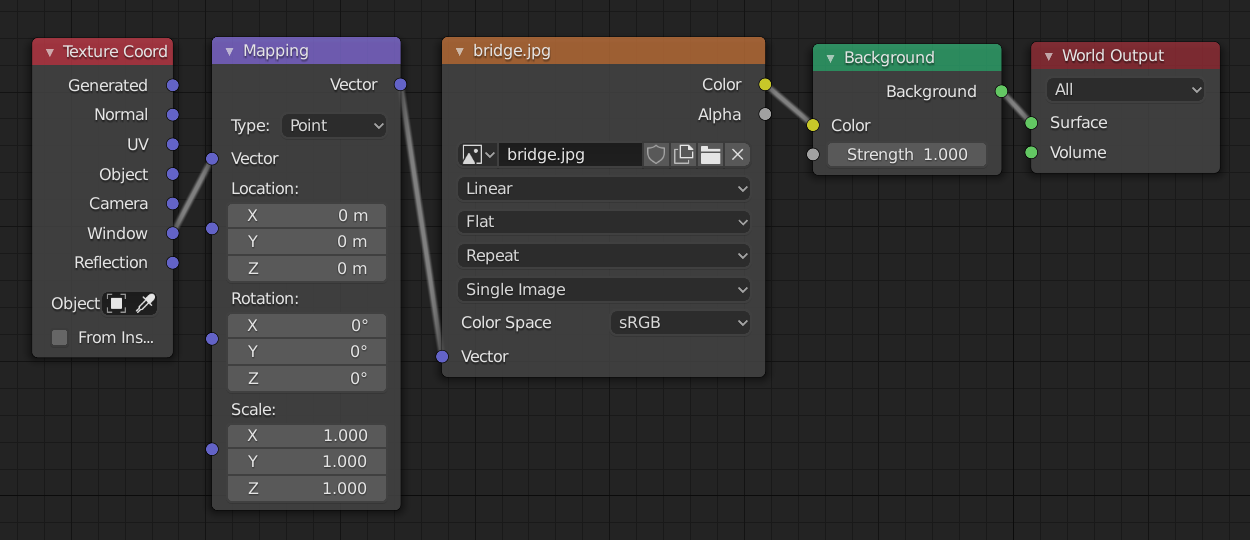 Texture Coord
Generated
Normal
UV
Object
Camera
Window
Reflection
Object
From Ins...
Mapping
Vector
Type: Point
Vector
Location:
X 0 m
Y 0 m
Z 0 m
Rotation:
X 0°
Y 0°
Z 0°
Scale:
X 1.000
Y 1.000
Z 1.000
bridge.jpg
Color
Alpha
bridge.jpg
Linear
Flat
Repeat
Single Image
Color Space sRGB
Vector
Background
Background
Color
Strength 1.000
World Output
All
Surface
Volume